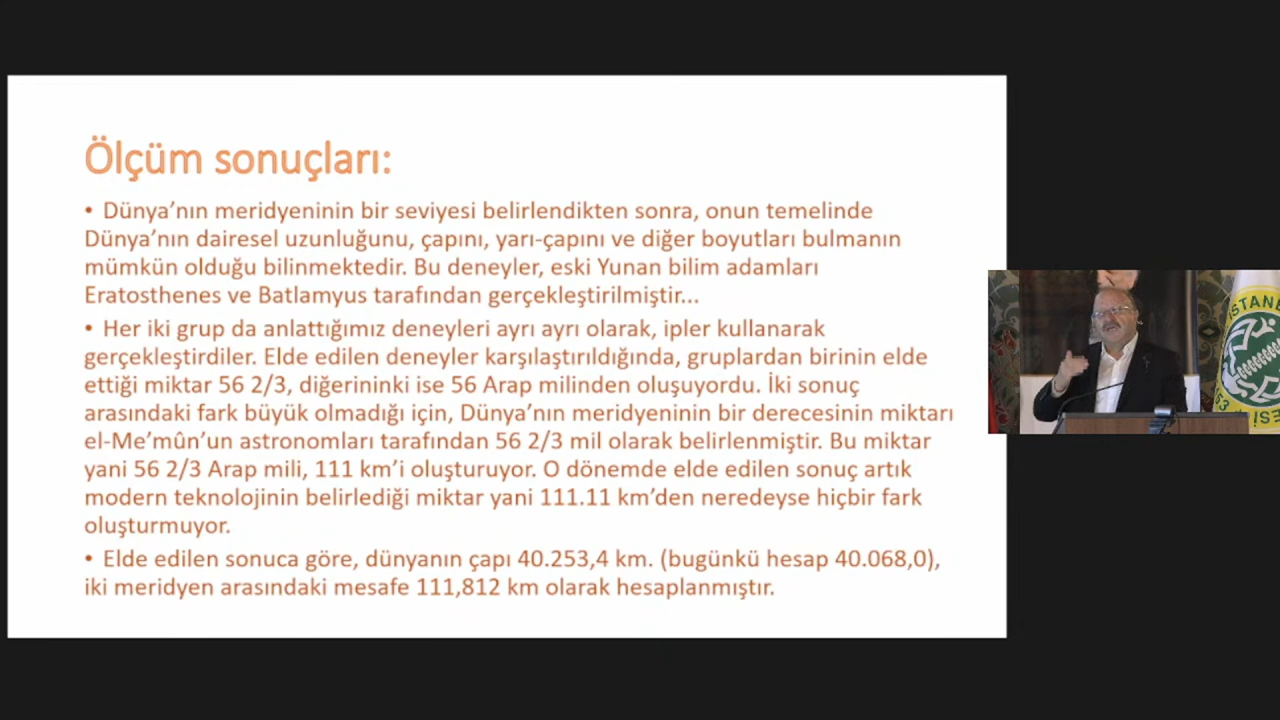 Ölçüm sonuçları:
• Dünya'nın meridyeninin bir seviyesi belirlendikten sonra, onun temelinde
Dünya'nın dairesel uzunluğunu, çapını, yarı-çapını ve diğer boyutları bulmanın
mümkün olduğu bilinmektedir. Bu deneyler, eski Yunan bilim adamları
Eratosthenes ve Batlamyus tarafından gerçekleştirilmiştir...
• Her iki grup da anlattığımız deneyleri ayrı ayrı olarak, ipler kullanarak
gerçekleştirdiler. Elde edilen deneyler karşılaştırıldığında, gruplardan birinin elde
ettiği miktar 56 2/3, diğerininki ise 56 Arap milinden oluşuyordu. İki sonuç
arasındaki fark büyük olmadığı için, Dünya'nın meridyeninin bir derecesinin miktarı
el-Me'mûn'un astronomları tarafından 56 2/3 mil olarak belirlenmiştir. Bu miktar
yani 56 2/3 Arap mili, 111 km'i oluşturuyor. O dönemde elde edilen sonuç artık
modern teknolojinin belirlediği miktar yani 111.11 km'den neredeyse hiçbir fark
oluşturmuyor.
• Elde edilen sonuca göre, dünyanın çapı 40.253,4 km. (bugünkü hesap 40.068,0),
iki meridyen arasındaki mesafe 111,812 km olarak hesaplanmıştır.
STAN